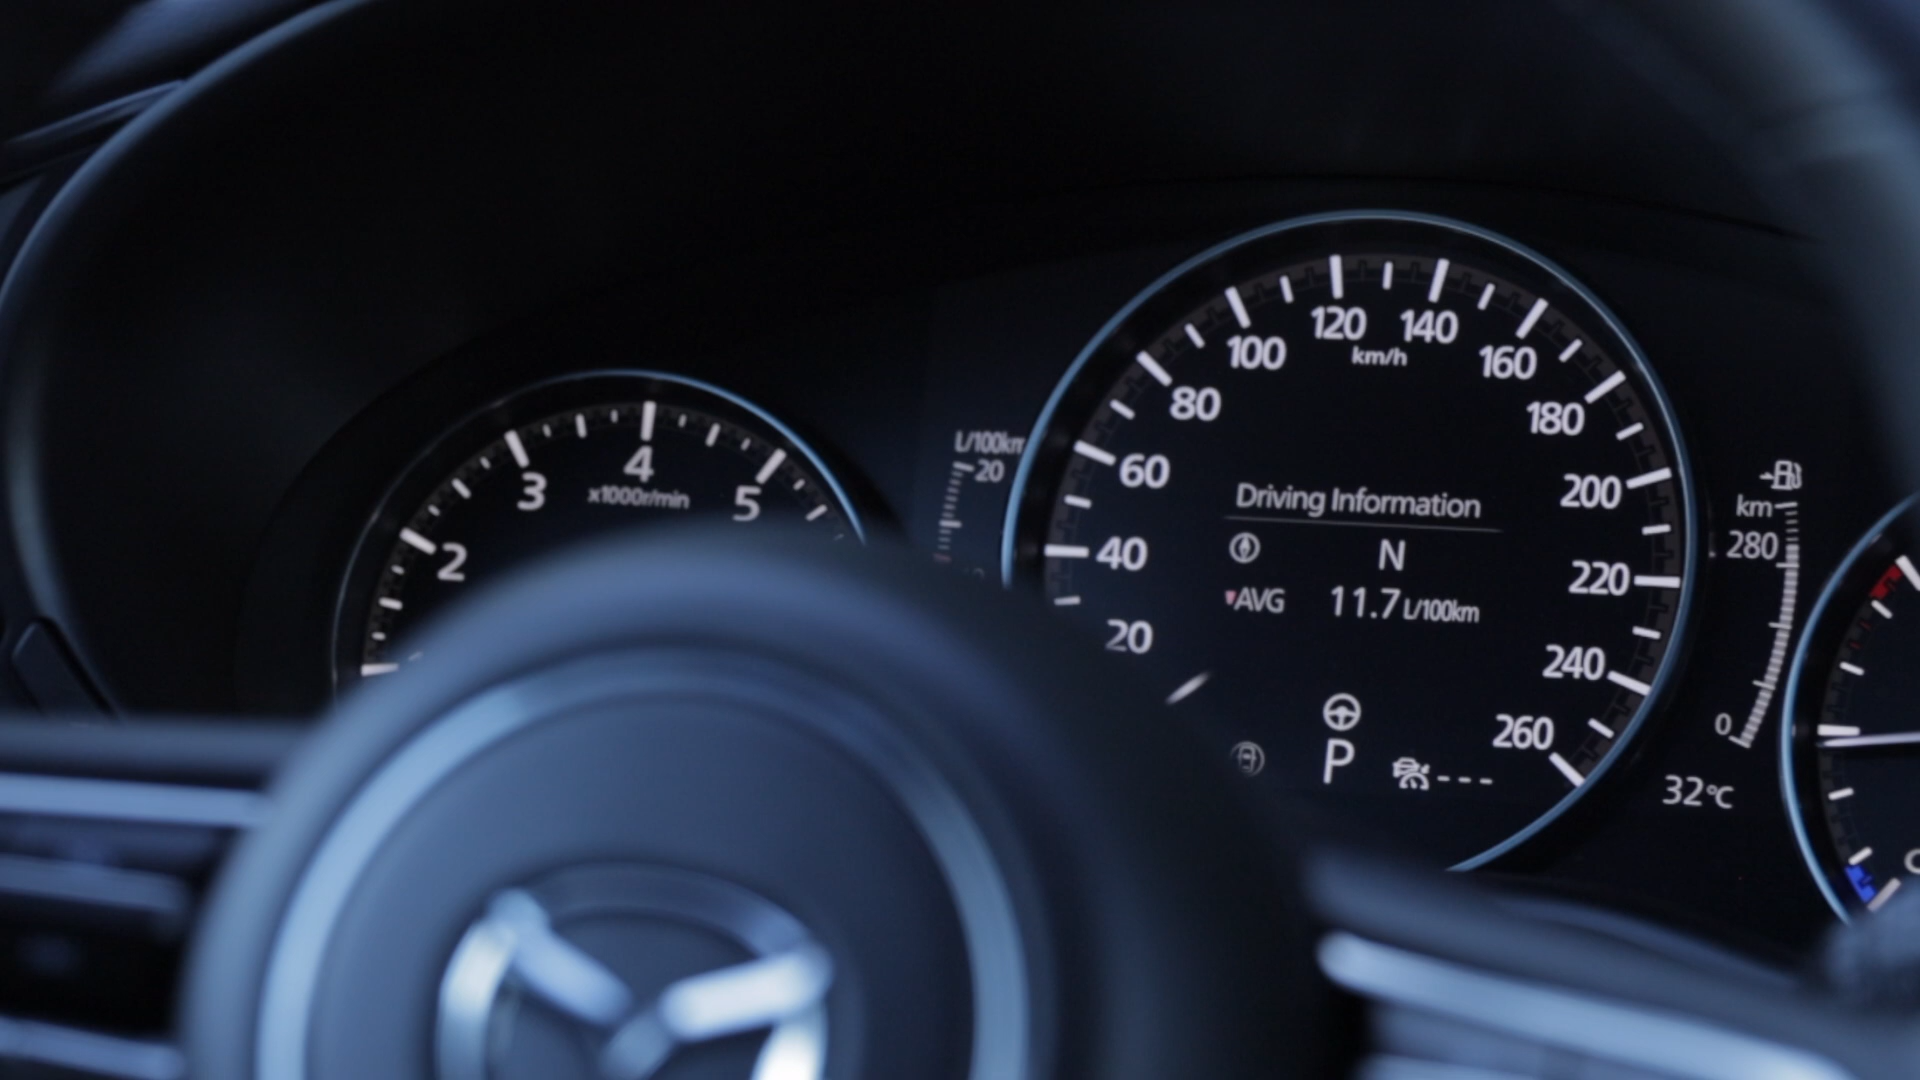 2
3
4
5
x1000r/min
L/100km
20
20
40
60
80
100
120
140
160
180
200
220
240
260
km/h
Driving Information
N
AVG 11.7 L/100km
P
---
km
280
0
32°C